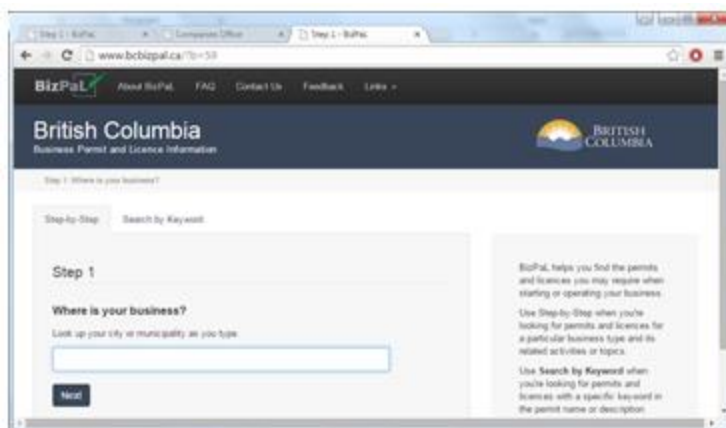 Step 1 - BizPaL
Companies Office
Step 1 - BizPaL
www.bcbizpal.ca/?b=59
BizPaL About BizPaL FAQ Contact Us Feedback Links
British Columbia
Business Permit and Licence Information
BRITISH
COLUMBIA
Step 1: Where is your business?
Step-by-Step Search by Keyword
Step 1
Where is your business?
Look up your city or municipality as you type
Next
BizPaL helps you find the permits
and licences you may require when
starting or operating your business.
Use Step-by-Step when you're
looking for permits and licences for
a particular business type and its
related activities or topics.
Use Search by Keyword when
you're looking for permits and
licences with a specific keyword in
the permit name or description